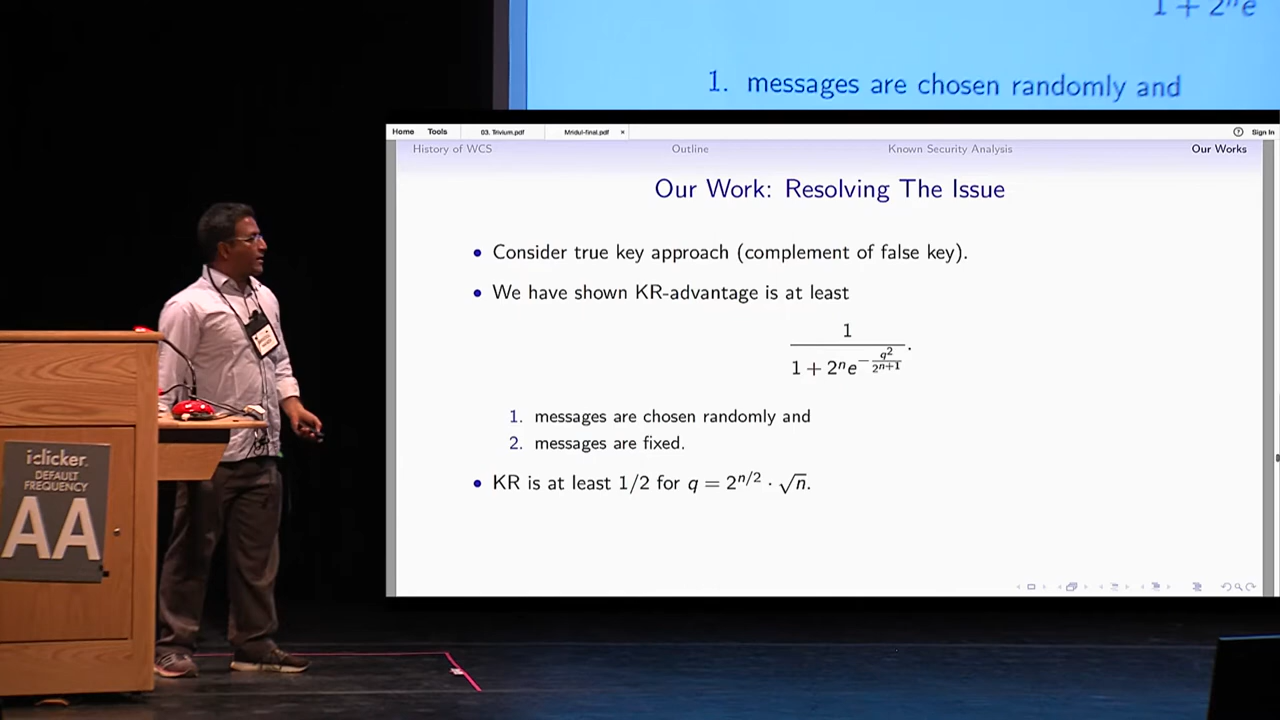 1 + 2ⁿe
1. messages are chosen randomly and
Home Tools 03. Trivium.pdf Mridul-final.pdf × ? Sign In
History of WCS Outline Known Security Analysis Our Works
Our Work: Resolving The Issue
• Consider true key approach (complement of false key).
• We have shown KR-advantage is at least
1
1 + 2ⁿe^{−q²/2ⁿ⁺¹}.
1. messages are chosen randomly and
2. messages are fixed.
• KR is at least 1/2 for q = 2^{n/2} · √n.
iclicker.
DEFAULT
FREQUENCY
AA